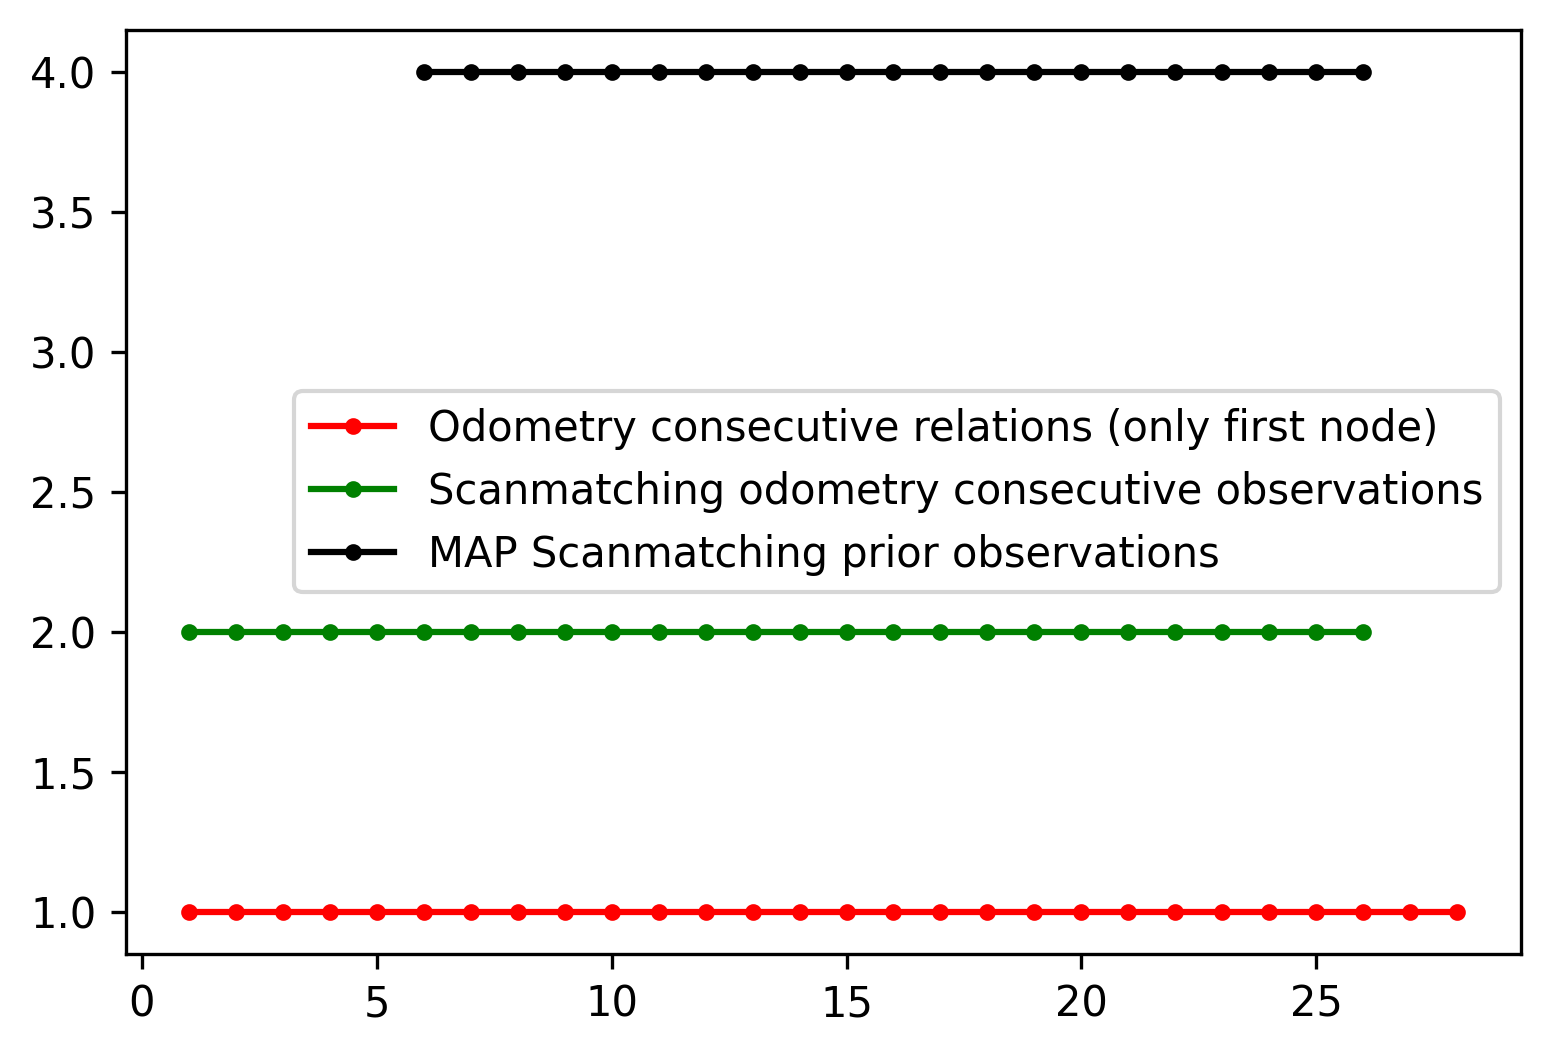 4.0
3.5
3.0
2.5
2.0
1.5
1.0
Odometry consecutive relations (only first node)
Scanmatching odometry consecutive observations
MAP Scanmatching prior observations
0 5 10 15 20 25